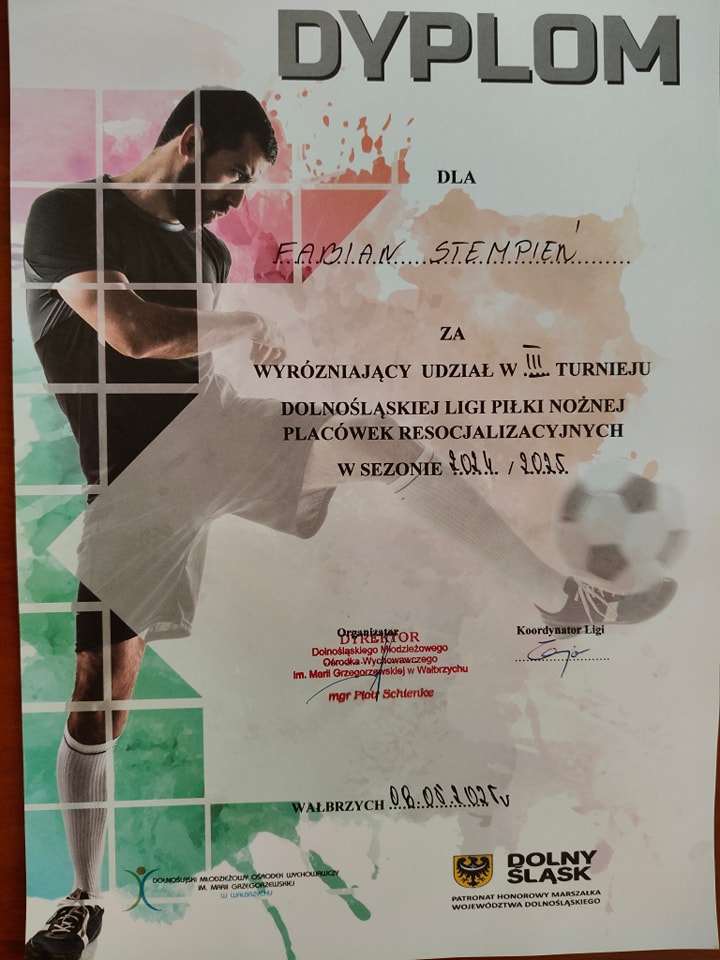 DYPLOM
DLA
FABIAN STEMPIEŃ
ZA
WYRÓZNIAJĄCY UDZIAŁ W III TURNIEJU
DOLNOŚLĄSKIEJ LIGI PIŁKI NOŻNEJ
PLACÓWEK RESOCJALIZACYJNYCH
W SEZONIE 2024 / 2025
Organizator
DYREKTOR
Dolnośląskiego Młodzieżowego
Ośrodka Wychowawczego
im. Marii Grzegorzewskiej w Wałbrzychu
mgr Piotr Schienke
Koordynator Ligi
WAŁBRZYCH 08.05.2025r
DOLNOŚLĄSKI MŁODZIEŻOWY OŚRODEK WYCHOWAWCZY
IM. MARII GRZEGORZEWSKIEJ
W WAŁBRZYCHU
DOLNY
ŚLĄSK
PATRONAT HONOROWY MARSZAŁKA
WOJEWÓDZTWA DOLNOŚLĄSKIEGO